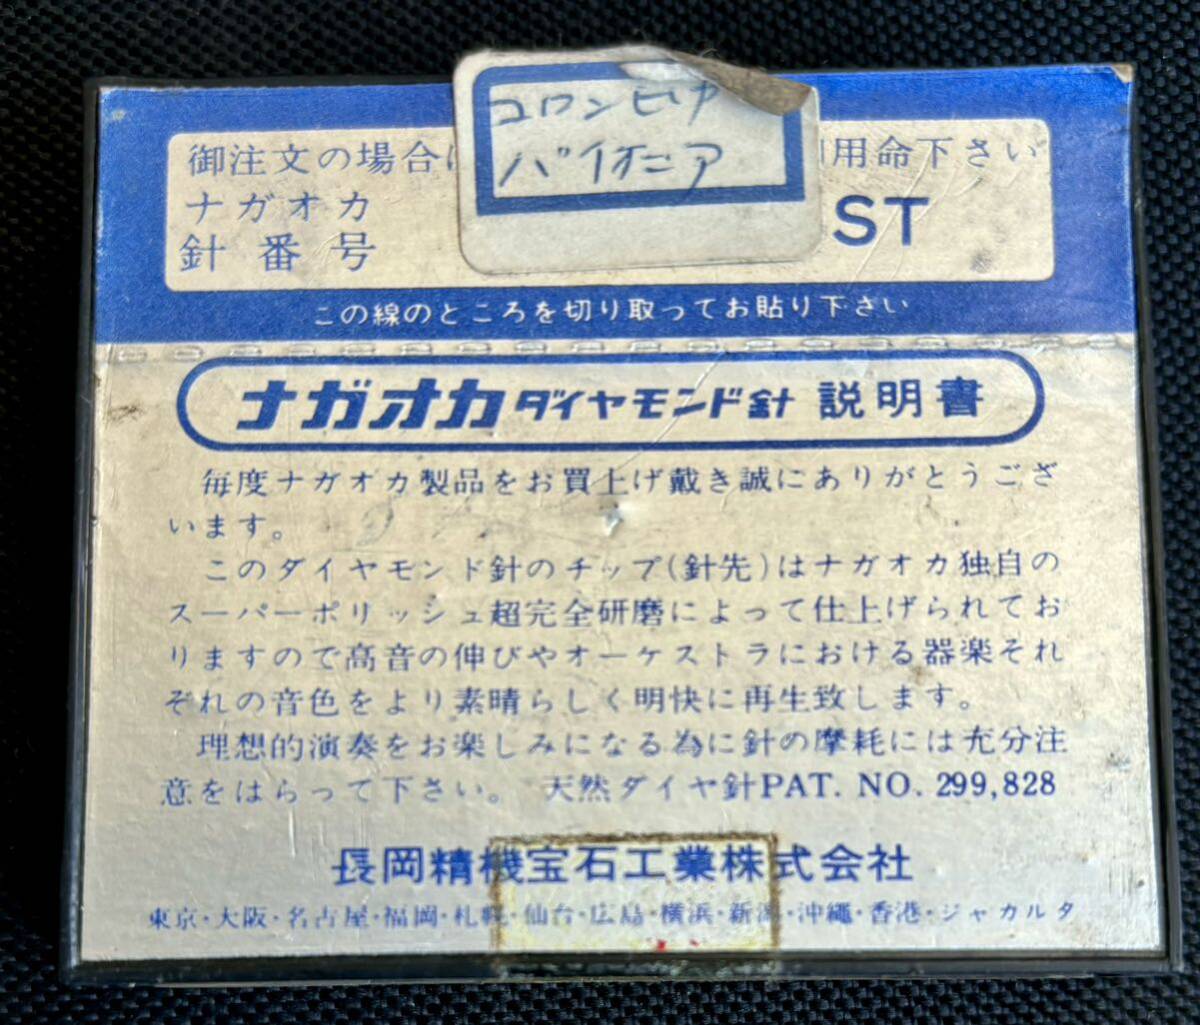 コロンビア
パイオニア
御注文の場合は 用命下さい
ナガオカ
針番号 ST
この線のところを切り取ってお貼り下さい
ナガオカダイヤモンド針 説明書
毎度ナガオカ製品をお買上げ戴き誠にありがとうござ
います。
このダイヤモンド針のチップ(針先)はナガオカ独自の
スーパーポリッシュ超完全研磨によって仕上げられてお
りますので高音の伸びやオーケストラにおける器楽それ
ぞれの音色をより素晴らしく明快に再生致します。
理想的演奏をお楽しみになる為に針の摩耗には充分注
意をはらって下さい。 天然ダイヤ針PAT. NO. 299,828
長岡精機宝石工業株式会社
東京・大阪・名古屋・福岡・札幌・仙台・広島・横浜・新潟・沖縄・香港・ジャカルタ